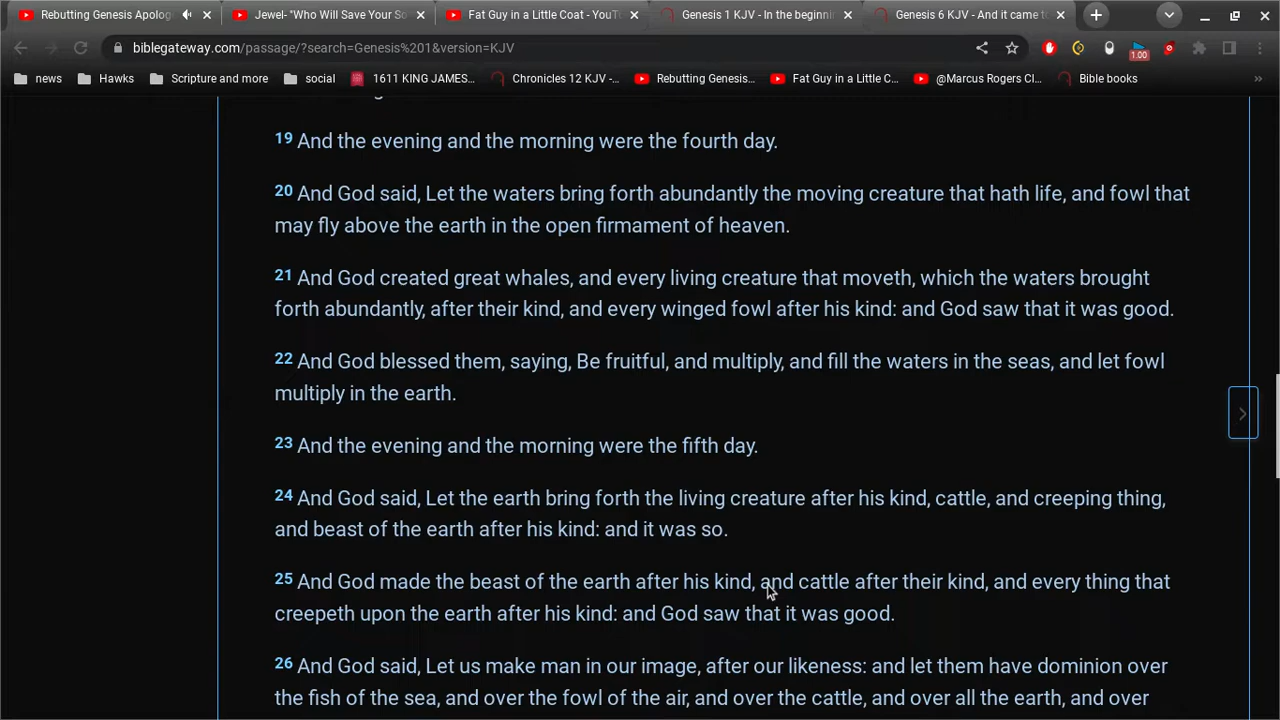 Rebutting Genesis Apolog
Jewel- "Who Will Save Your So
Fat Guy in a Little Coat - YouT
Genesis 1 KJV - In the beginni
Genesis 6 KJV - And it came t
biblegateway.com/passage/?search=Genesis%201&version=KJV
1.00
news
Hawks
Scripture and more
social
1611 KING JAMES...
Chronicles 12 KJV -...
Rebutting Genesis...
Fat Guy in a Little C...
@Marcus Rogers Cl...
Bible books
19 And the evening and the morning were the fourth day.
20 And God said, Let the waters bring forth abundantly the moving creature that hath life, and fowl that
may fly above the earth in the open firmament of heaven.
21 And God created great whales, and every living creature that moveth, which the waters brought
forth abundantly, after their kind, and every winged fowl after his kind: and God saw that it was good.
22 And God blessed them, saying, Be fruitful, and multiply, and fill the waters in the seas, and let fowl
multiply in the earth.
23 And the evening and the morning were the fifth day.
24 And God said, Let the earth bring forth the living creature after his kind, cattle, and creeping thing,
and beast of the earth after his kind: and it was so.
25 And God made the beast of the earth after his kind, and cattle after their kind, and every thing that
creepeth upon the earth after his kind: and God saw that it was good.
26 And God said, Let us make man in our image, after our likeness: and let them have dominion over
the fish of the sea, and over the fowl of the air, and over the cattle, and over all the earth, and over